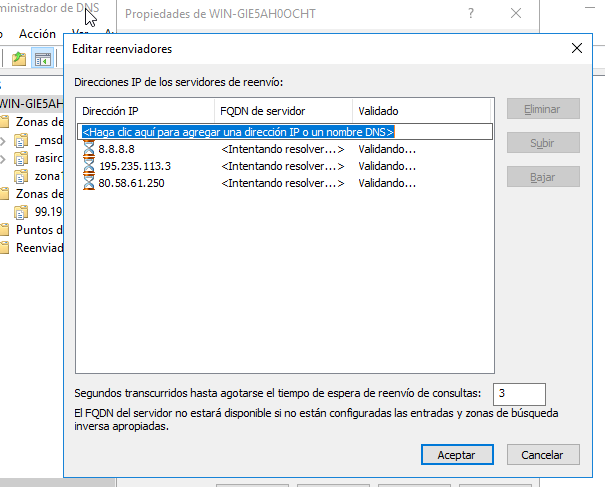 ministrador de DNS
Propiedades de WIN-GIE5AH0OCHT
Acción
Editar reenviadores
Direcciones IP de los servidores de reenvío:
WIN-GIE5AH
Dirección IP FQDN de servidor Validado
Eliminar
Zonas de
<Haga clic aquí para agregar una dirección IP o un nombre DNS>
_msd
8.8.8.8 <Intentando resolver...> Validando...
Subir
rasirc
195.235.113.3 <Intentando resolver...> Validando...
zona1
80.58.61.250 <Intentando resolver...> Validando...
Bajar
Zonas de
99.19
Puntos d
Reenviad
Segundos transcurridos hasta agotarse el tiempo de espera de reenvío de consultas: 3
El FQDN del servidor no estará disponible si no están configuradas las entradas y zonas de búsqueda
inversa apropiadas.
Aceptar Cancelar